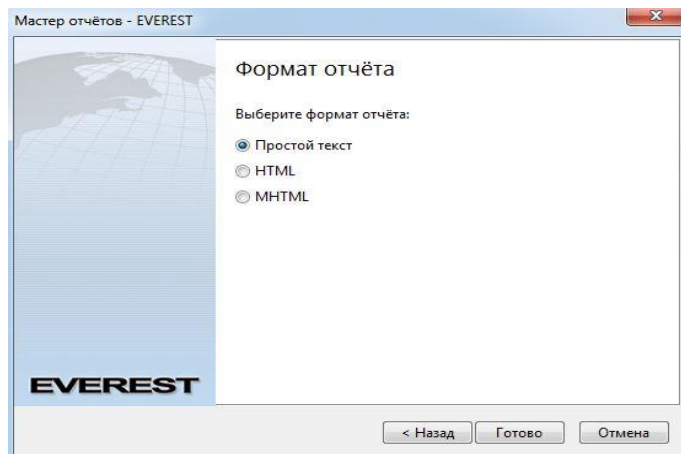 Мастер отчётов - EVEREST
Формат отчёта
Выберите формат отчёта:
Простой текст
HTML
MHTML
EVEREST
< Назад
Готово
Отмена